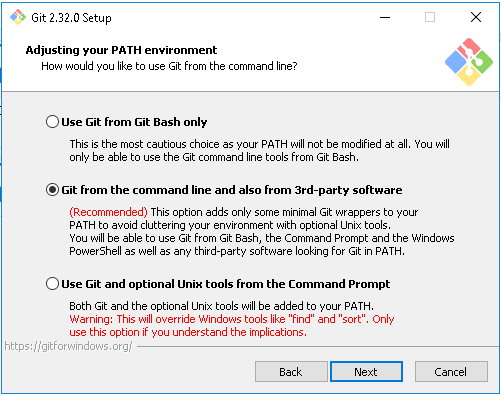 Git 2.32.0 Setup
Adjusting your PATH environment
How would you like to use Git from the command line?
Use Git from Git Bash only
This is the most cautious choice as your PATH will not be modified at all. You will
only be able to use the Git command line tools from Git Bash.
Git from the command line and also from 3rd-party software
(Recommended) This option adds only some minimal Git wrappers to your
PATH to avoid cluttering your environment with optional Unix tools.
You will be able to use Git from Git Bash, the Command Prompt and the Windows
PowerShell as well as any third-party software looking for Git in PATH.
Use Git and optional Unix tools from the Command Prompt
Both Git and the optional Unix tools will be added to your PATH.
Warning: This will override Windows tools like "find" and "sort". Only
use this option if you understand the implications.
https://gitforwindows.org/
Back
Next
Cancel